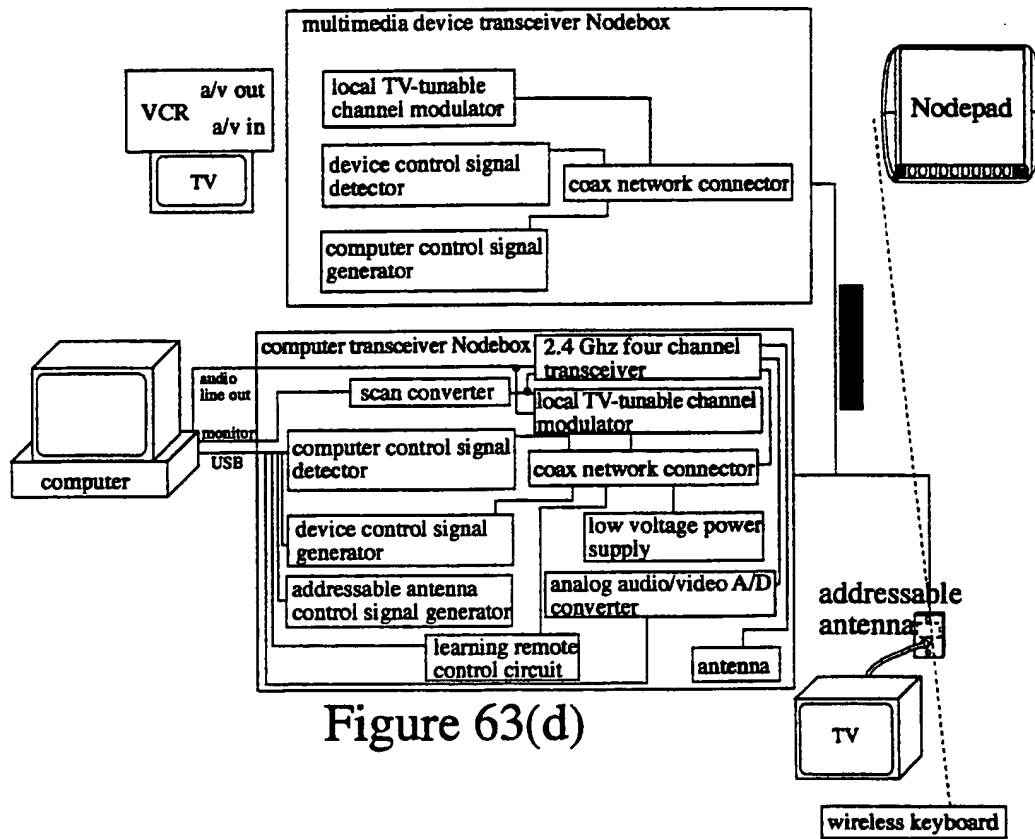 multimedia device transceiver Nodebox
a/v out
VCR
a/v in
TV
local TV-tunable
channel modulator
device control signal
detector
coax network connector
computer control signal
generator
Nodepad
computer transceiver Nodebox
2.4 Ghz four channel
transceiver
audio
line out
scan converter
local TV-tunable channel
modulator
monitor
USB
computer
computer control signal
detector
coax network connector
device control signal
generator
low voltage power
supply
addressable antenna
control signal generator
analog audio/video A/D
converter
learning remote
control circuit
antenna
addressable
antenna
TV
wireless keyboard
Figure 63(d)